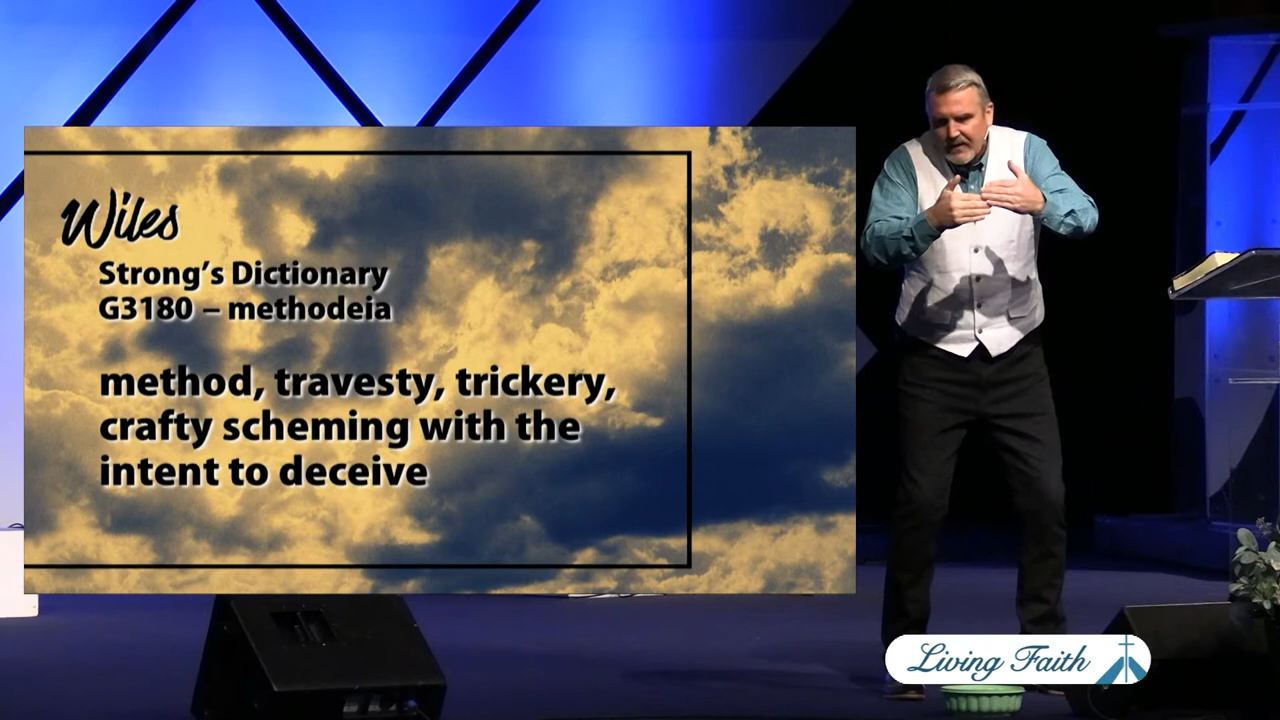 Wiles
Strong’s Dictionary
G3180 – methodeia
method, travesty, trickery,
crafty scheming with the
intent to deceive
Living Faith